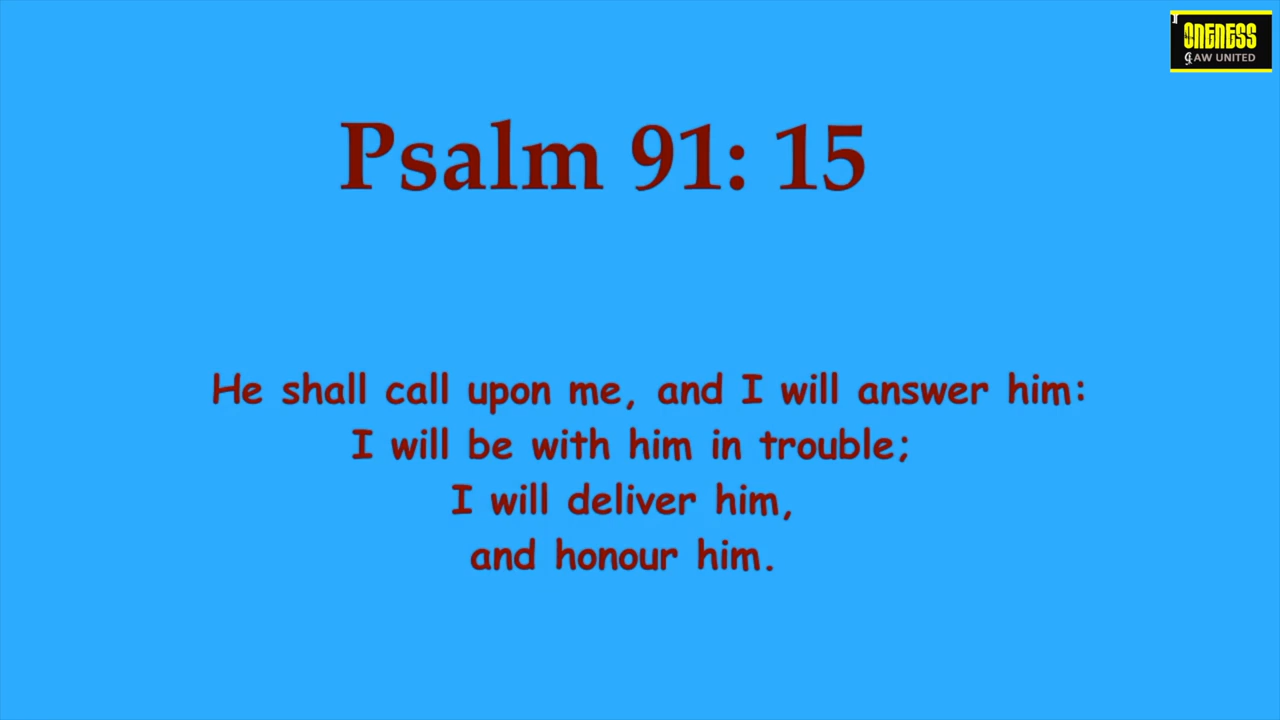 ONENESS
AW UNITED
Psalm 91: 15
He shall call upon me, and I will answer him:
I will be with him in trouble;
I will deliver him,
and honour him.